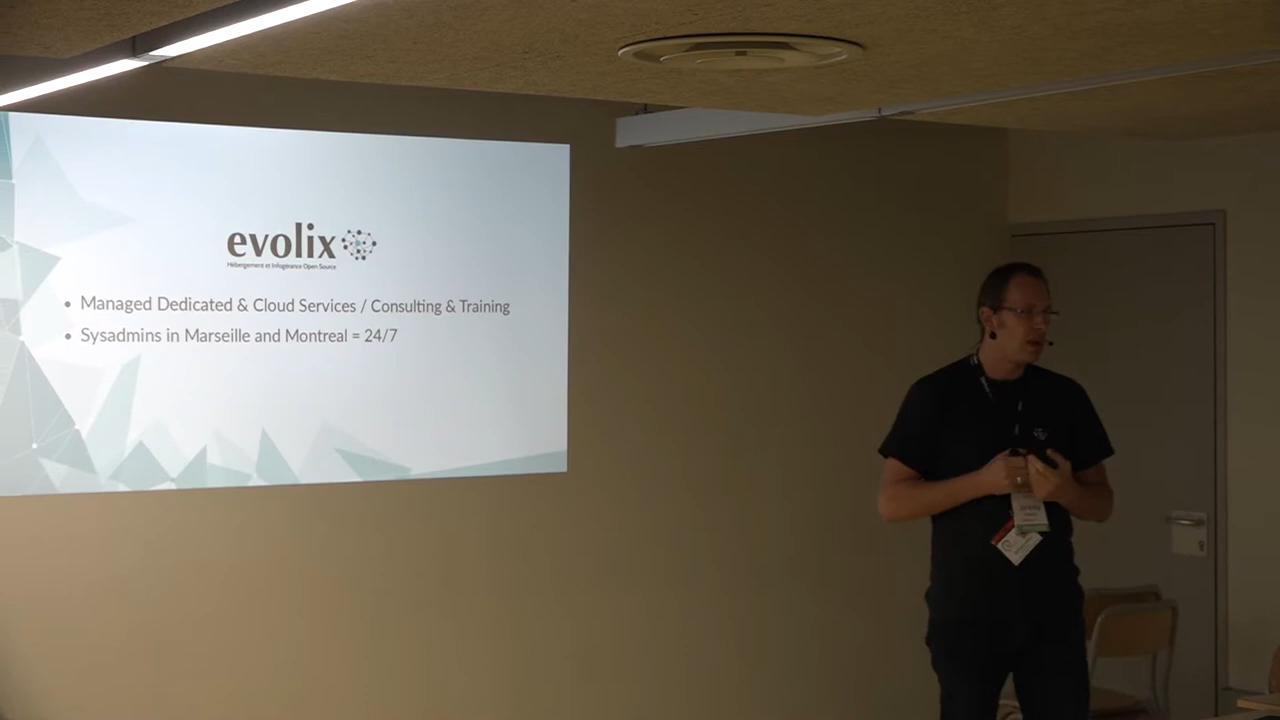 evolix
Hébergement et Infogérance Open Source
• Managed Dedicated & Cloud Services / Consulting & Training
• Sysadmins in Marseille and Montreal = 24/7